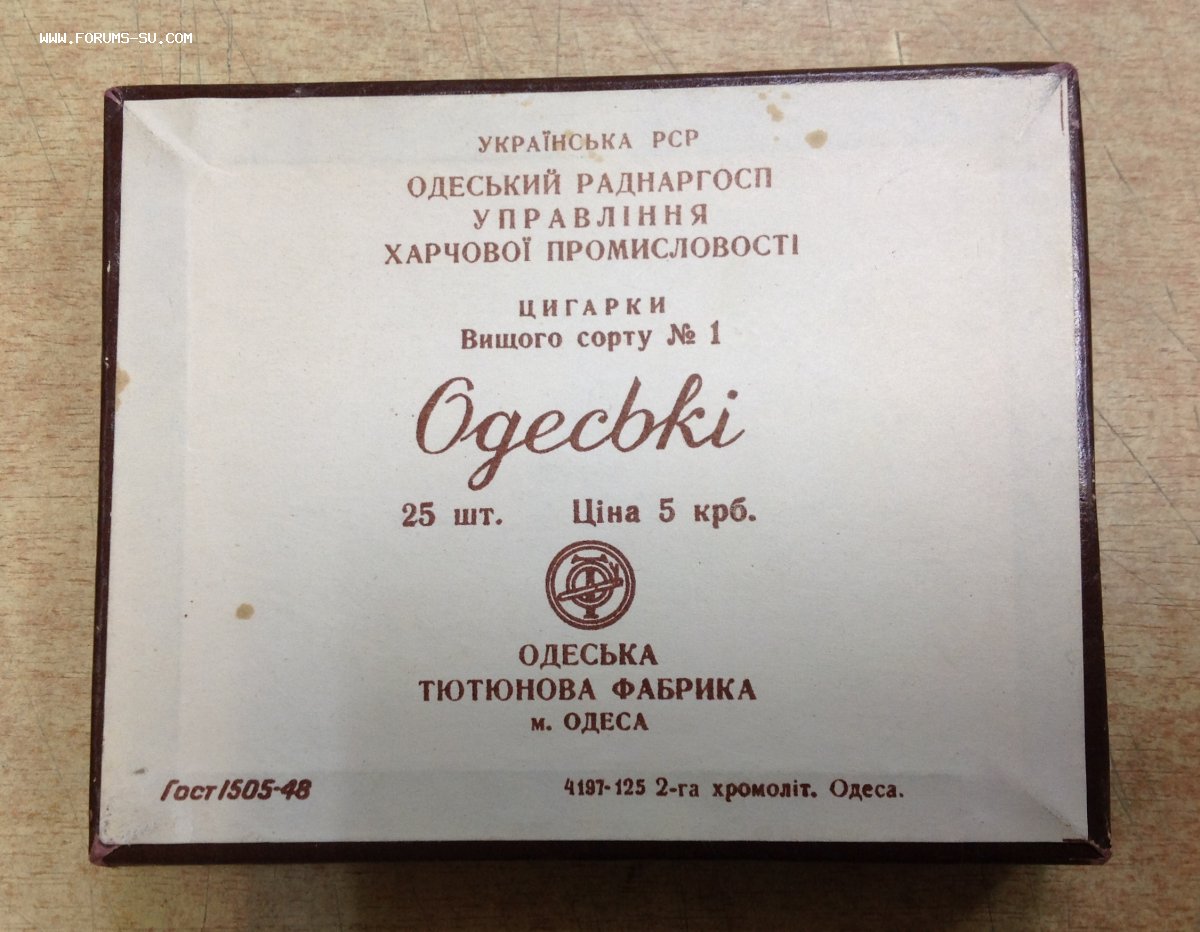 www.forums-su.com
УКРАЇНСЬКА РСР
ОДЕСЬКИЙ РАДНАРГОСП
УПРАВЛІННЯ
ХАРЧОВОЇ ПРОМИСЛОВОСТІ
ЦИГАРКИ
Вищого сорту № 1
Одеські
25 шт. Ціна 5 крб.
ОДЕСЬКА
ТЮТЮНОВА ФАБРИКА
м. ОДЕСА
Гост 1505-48 4197-125 2-га хромоліт. Одеса.